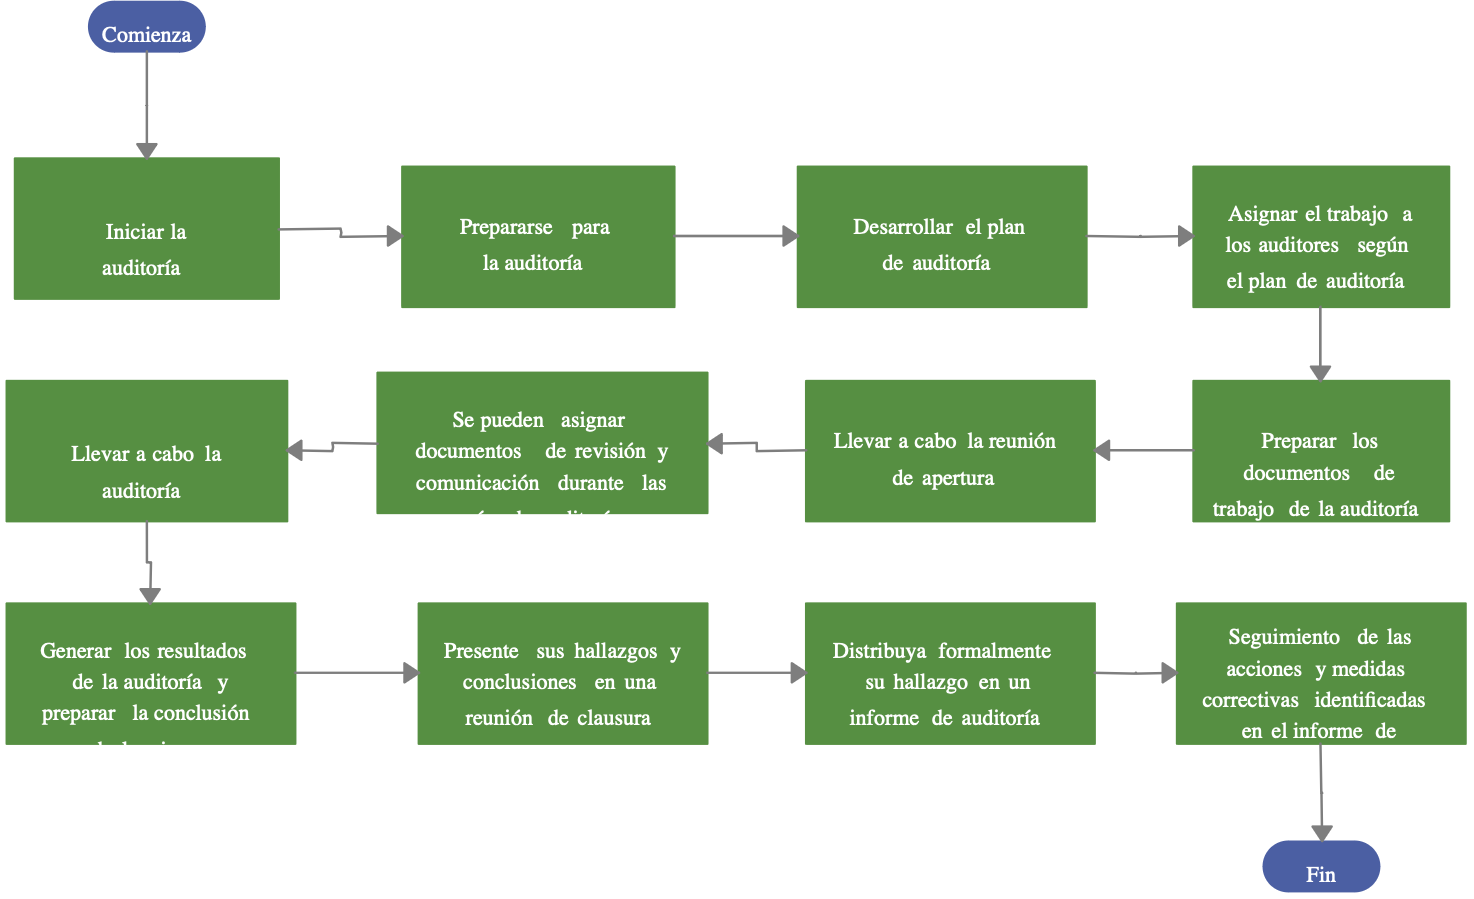 Comienza
Iniciar la
auditoría
Prepararse para
la auditoría
Desarrollar el plan
de auditoría
Asignar el trabajo a
los auditores según
el plan de auditoría
Preparar los
documentos de
trabajo de la auditoría
Llevar a cabo la reunión
de apertura
Se pueden asignar
documentos de revisión y
comunicación durante las
Llevar a cabo la
auditoría
Generar los resultados
de la auditoría y
preparar la conclusión
Presente sus hallazgos y
conclusiones en una
reunión de clausura
Distribuya formalmente
su hallazgo en un
informe de auditoría
Seguimiento de las
acciones y medidas
correctivas identificadas
en el informe de
Fin